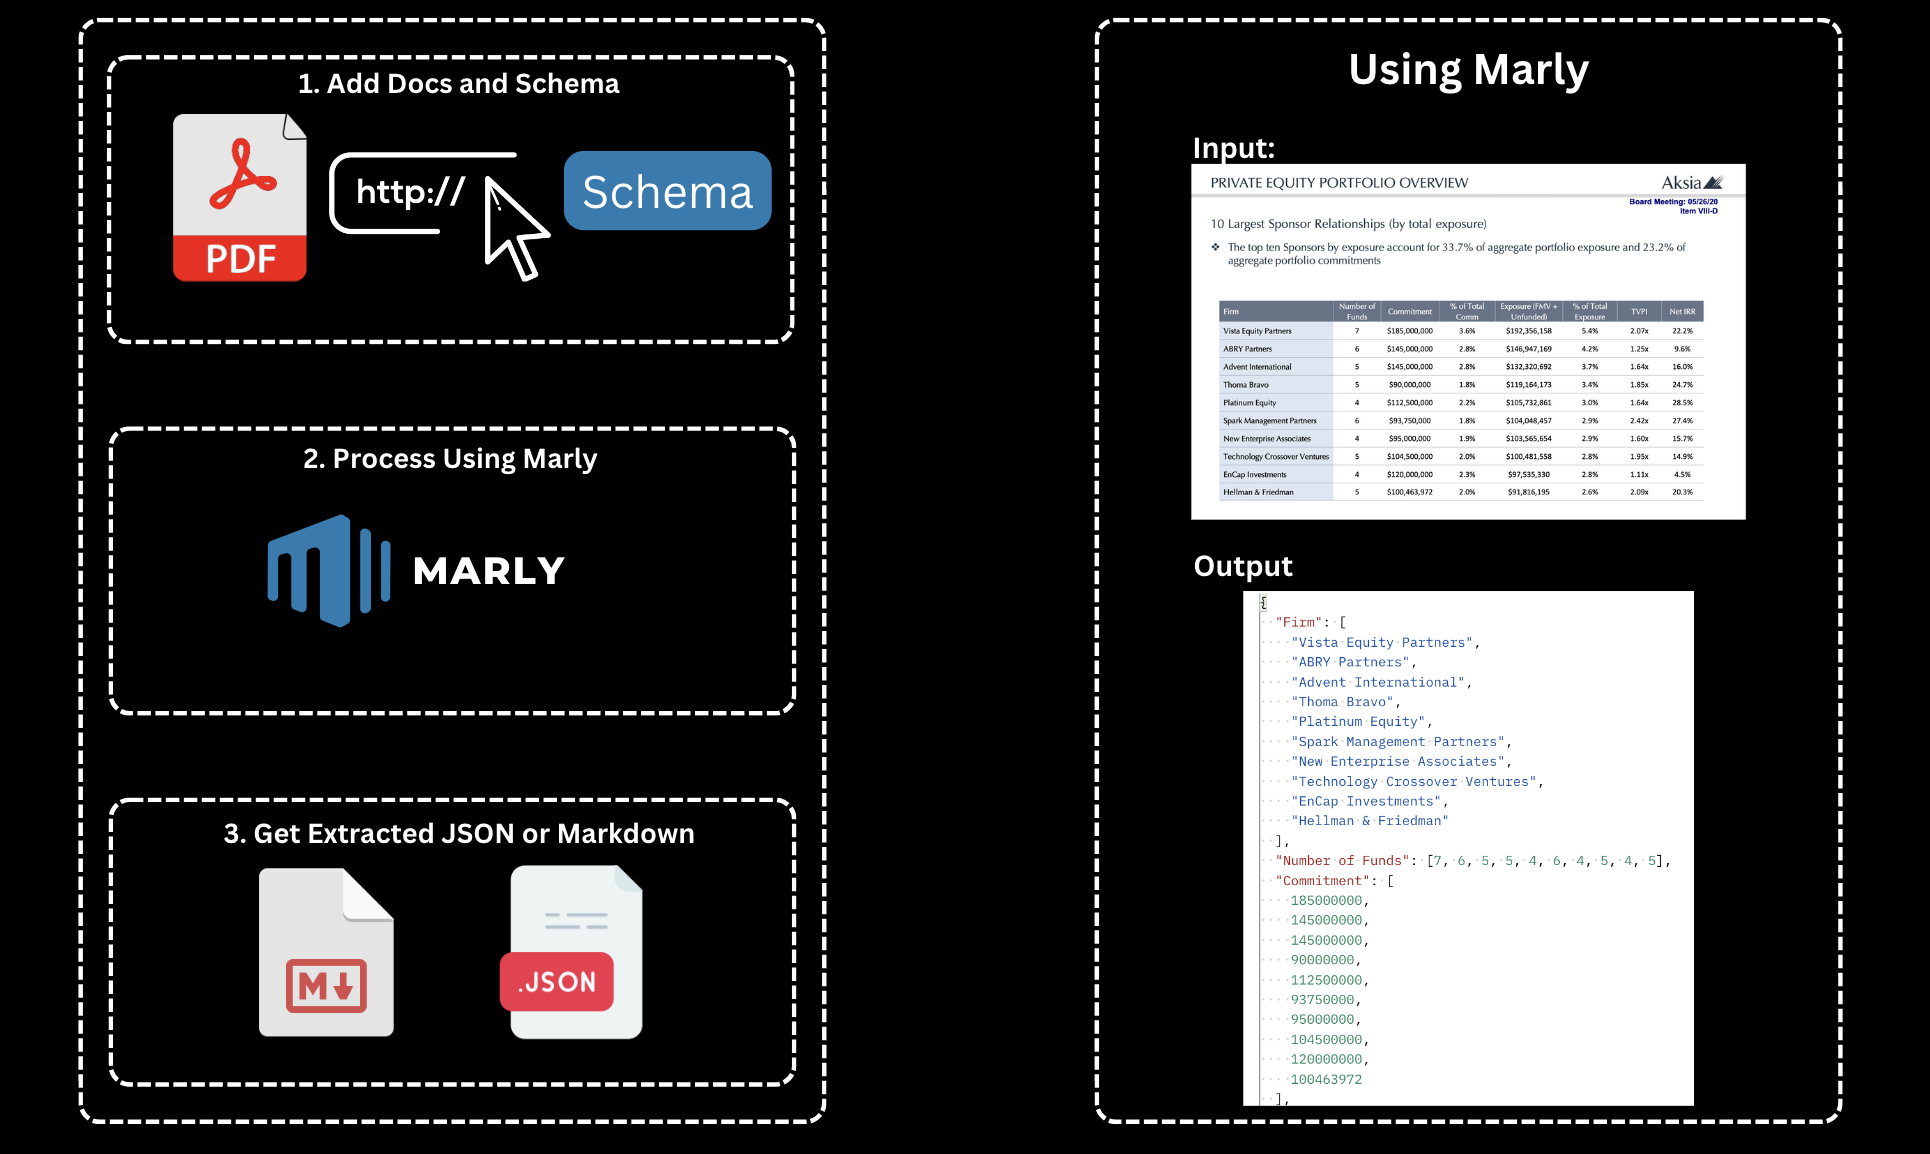 1. Add Docs and Schema
PDF
http://
Schema
2. Process Using Marly
MARLY
3. Get Extracted JSON or Markdown
M
.JSON
Using Marly
Input:
PRIVATE EQUITY PORTFOLIO OVERVIEW
Aksia
Board Meeting: 05/26/20
Item VIII-D
10 Largest Sponsor Relationships (by total exposure)
❖ The top ten Sponsors by exposure account for 33.7% of aggregate portfolio exposure and 23.2% of
aggregate portfolio commitments
Firm Number of Funds Commitment % of Total Comm Exposure (FMV + Unfunded) % of Total Exposure TVPI Net IRR
Vista Equity Partners 7 $185,000,000 3.6% $192,356,158 5.4% 2.07x 22.2%
ABRY Partners 6 $145,000,000 2.8% $146,947,169 4.2% 1.25x 9.6%
Advent International 5 $145,000,000 2.8% $132,320,692 3.7% 1.64x 16.0%
Thoma Bravo 5 $90,000,000 1.8% $119,164,173 3.4% 1.85x 24.7%
Platinum Equity 4 $112,500,000 2.2% $105,732,861 3.0% 1.64x 28.5%
Spark Management Partners 6 $93,750,000 1.8% $104,048,457 2.9% 2.42x 27.4%
New Enterprise Associates 4 $95,000,000 1.9% $103,565,654 2.9% 1.60x 15.7%
Technology Crossover Ventures 5 $104,500,000 2.0% $100,481,558 2.8% 1.95x 14.9%
EnCap Investments 4 $120,000,000 2.3% $97,535,330 2.8% 1.11x 4.5%
Hellman & Friedman 5 $100,463,972 2.0% $91,816,195 2.6% 2.09x 20.3%
Output
{
"Firm": [
"Vista Equity Partners",
"ABRY Partners",
"Advent International",
"Thoma Bravo",
"Platinum Equity",
"Spark Management Partners",
"New Enterprise Associates",
"Technology Crossover Ventures",
"EnCap Investments",
"Hellman & Friedman"
],
"Number of Funds": [7, 6, 5, 5, 4, 6, 4, 5, 4, 5],
"Commitment": [
185000000,
145000000,
145000000,
90000000,
112500000,
93750000,
95000000,
104500000,
120000000,
100463972
],